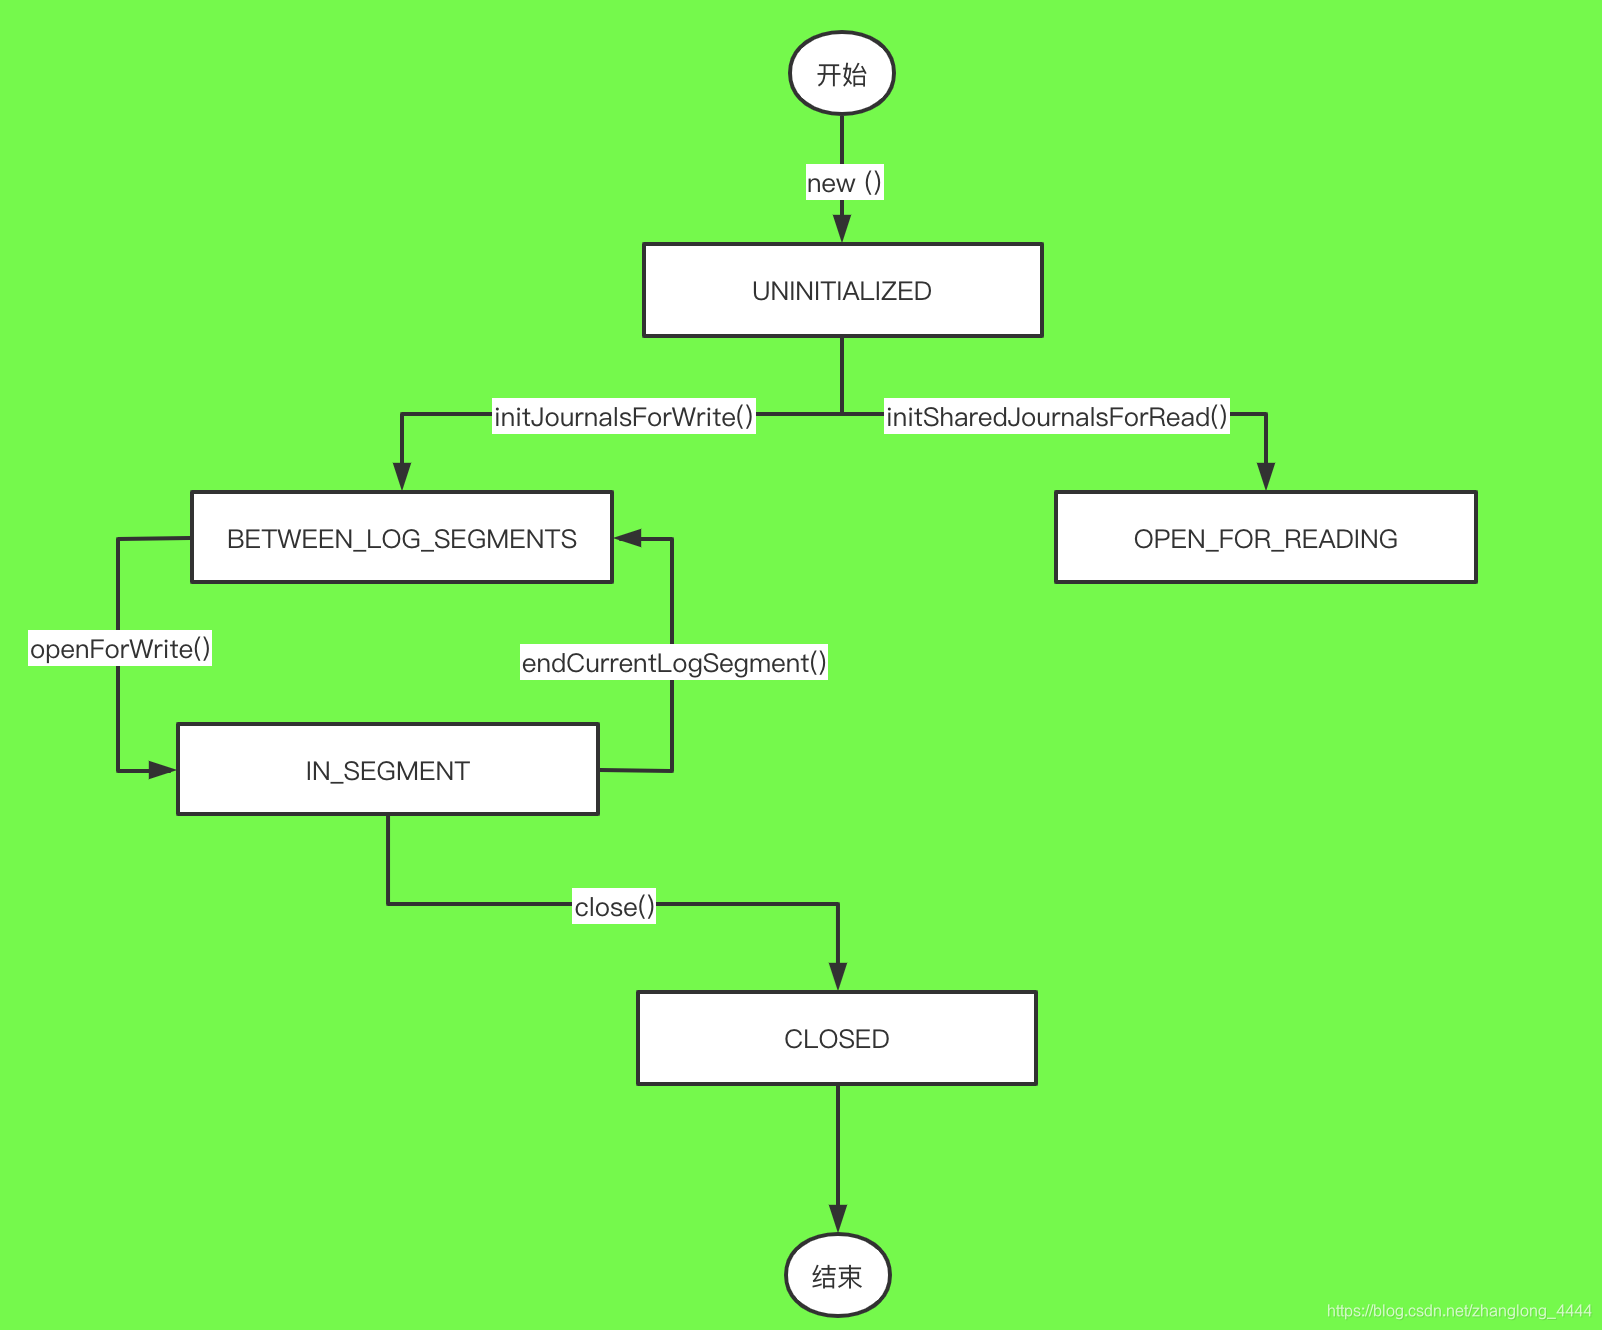 开始
new ()
UNINITIALIZED
initJournalsForWrite()
initSharedJournalsForRead()
BETWEEN_LOG_SEGMENTS
OPEN_FOR_READING
openForWrite()
endCurrentLogSegment()
IN_SEGMENT
close()
CLOSED
结束
https://blog.csdn.net/zhanglong_4444